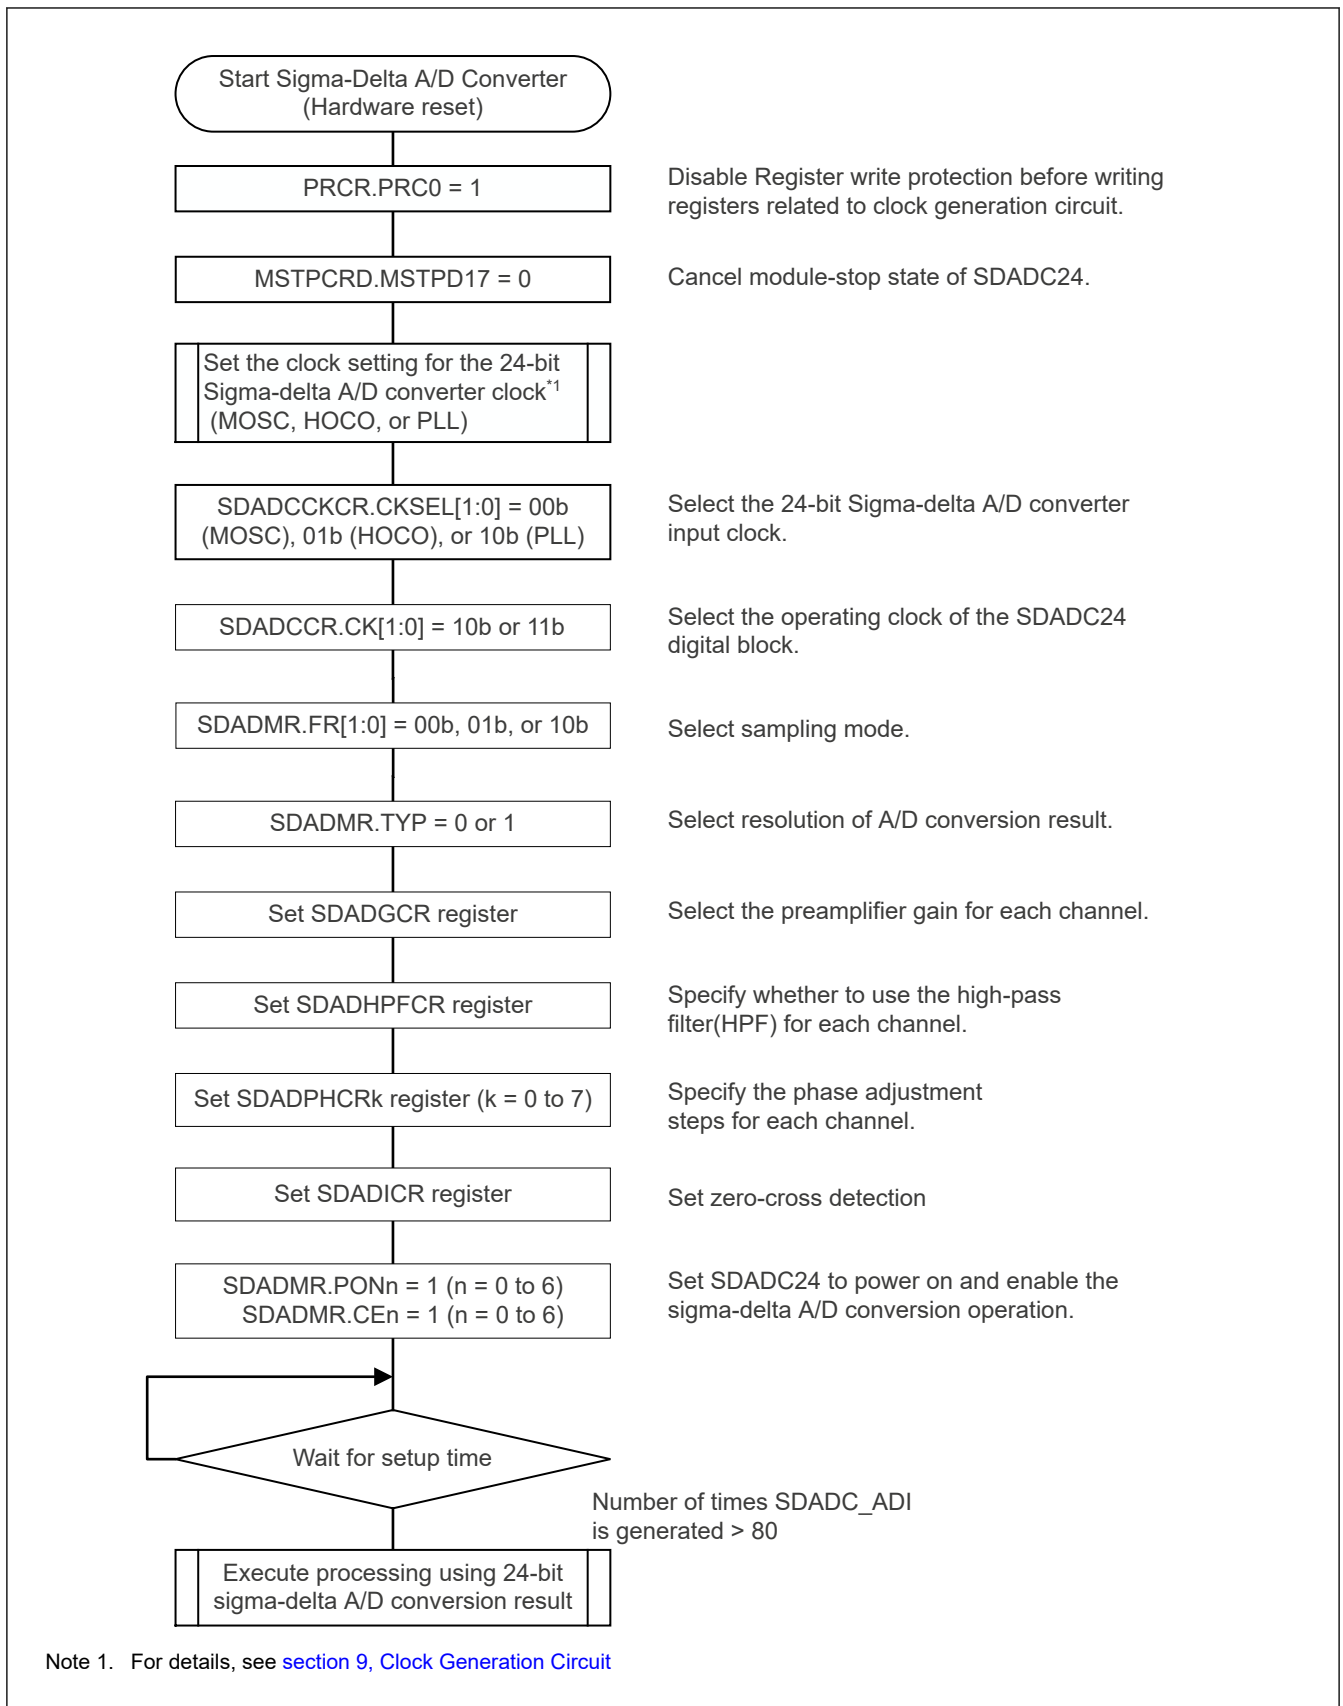 Start Sigma-Delta A/D Converter
(Hardware reset)
PRCR.PRC0 = 1
Disable Register write protection before writing
registers related to clock generation circuit.
MSTPCRD.MSTPD17 = 0
Cancel module-stop state of SDADC24.
Set the clock setting for the 24-bit
Sigma-delta A/D converter clock*1
(MOSC, HOCO, or PLL)
SDADCCKCR.CKSEL[1:0] = 00b
(MOSC), 01b (HOCO), or 10b (PLL)
Select the 24-bit Sigma-delta A/D converter
input clock.
SDADCCR.CK[1:0] = 10b or 11b
Select the operating clock of the SDADC24
digital block.
SDADMR.FR[1:0] = 00b, 01b, or 10b
Select sampling mode.
SDADMR.TYP = 0 or 1
Select resolution of A/D conversion result.
Set SDADGCR register
Select the preamplifier gain for each channel.
Set SDADHPFCR register
Specify whether to use the high-pass
filter(HPF) for each channel.
Set SDADPHCRk register (k = 0 to 7)
Specify the phase adjustment
steps for each channel.
Set SDADICR register
Set zero-cross detection
SDADMR.PONn = 1 (n = 0 to 6)
SDADMR.CEn = 1 (n = 0 to 6)
Set SDADC24 to power on and enable the
sigma-delta A/D conversion operation.
Wait for setup time
Number of times SDADC_ADI
is generated > 80
Execute processing using 24-bit
sigma-delta A/D conversion result
Note 1. For details, see section 9, Clock Generation Circuit